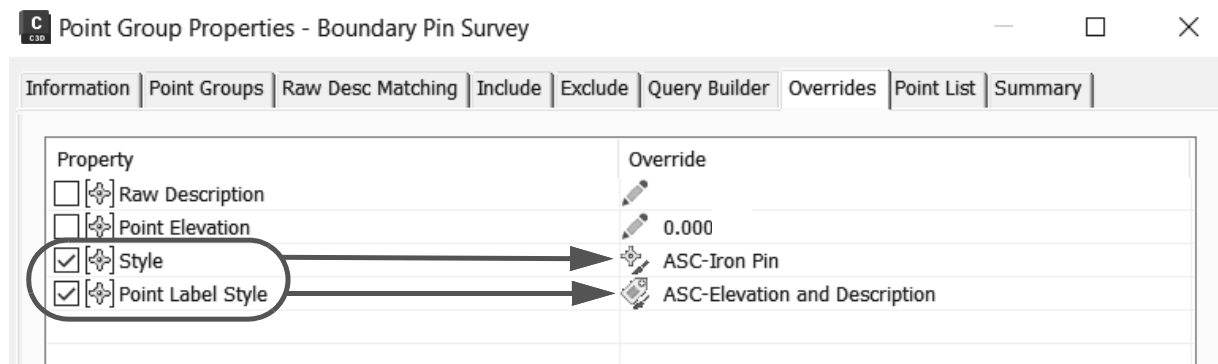 C C3D Point Group Properties - Boundary Pin Survey
Information Point Groups Raw Desc Matching Include Exclude Query Builder Overrides Point List Summary
Property Override
Raw Description
Point Elevation 0.000
Style ASC-Iron Pin
Point Label Style ASC-Elevation and Description